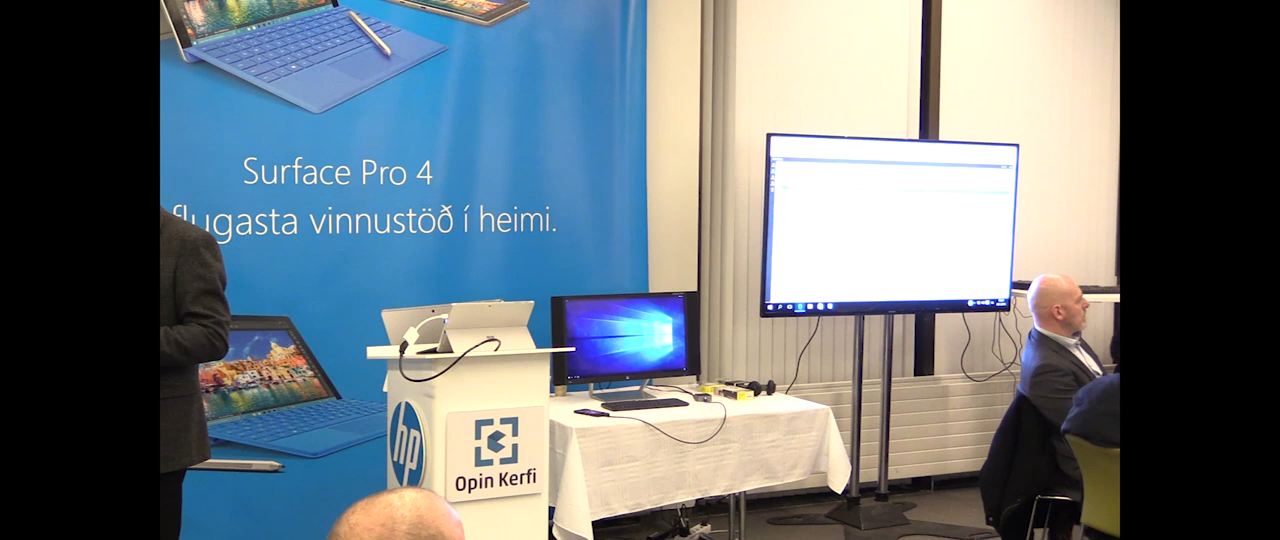 Surface Pro 4
flugasta vinnustöð í heimi.
hp
Opin Kerfi